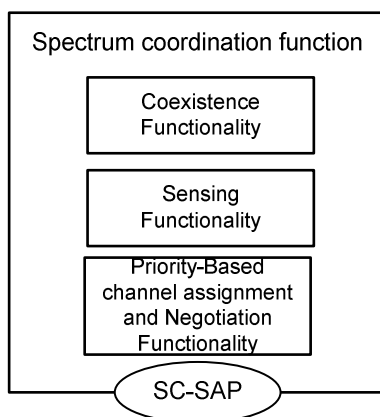 Spectrum coordination function
Coexistence
Functionality
Sensing
Functionality
Priority-Based
channel assignment
and Negotiation
Functionality
SC-SAP